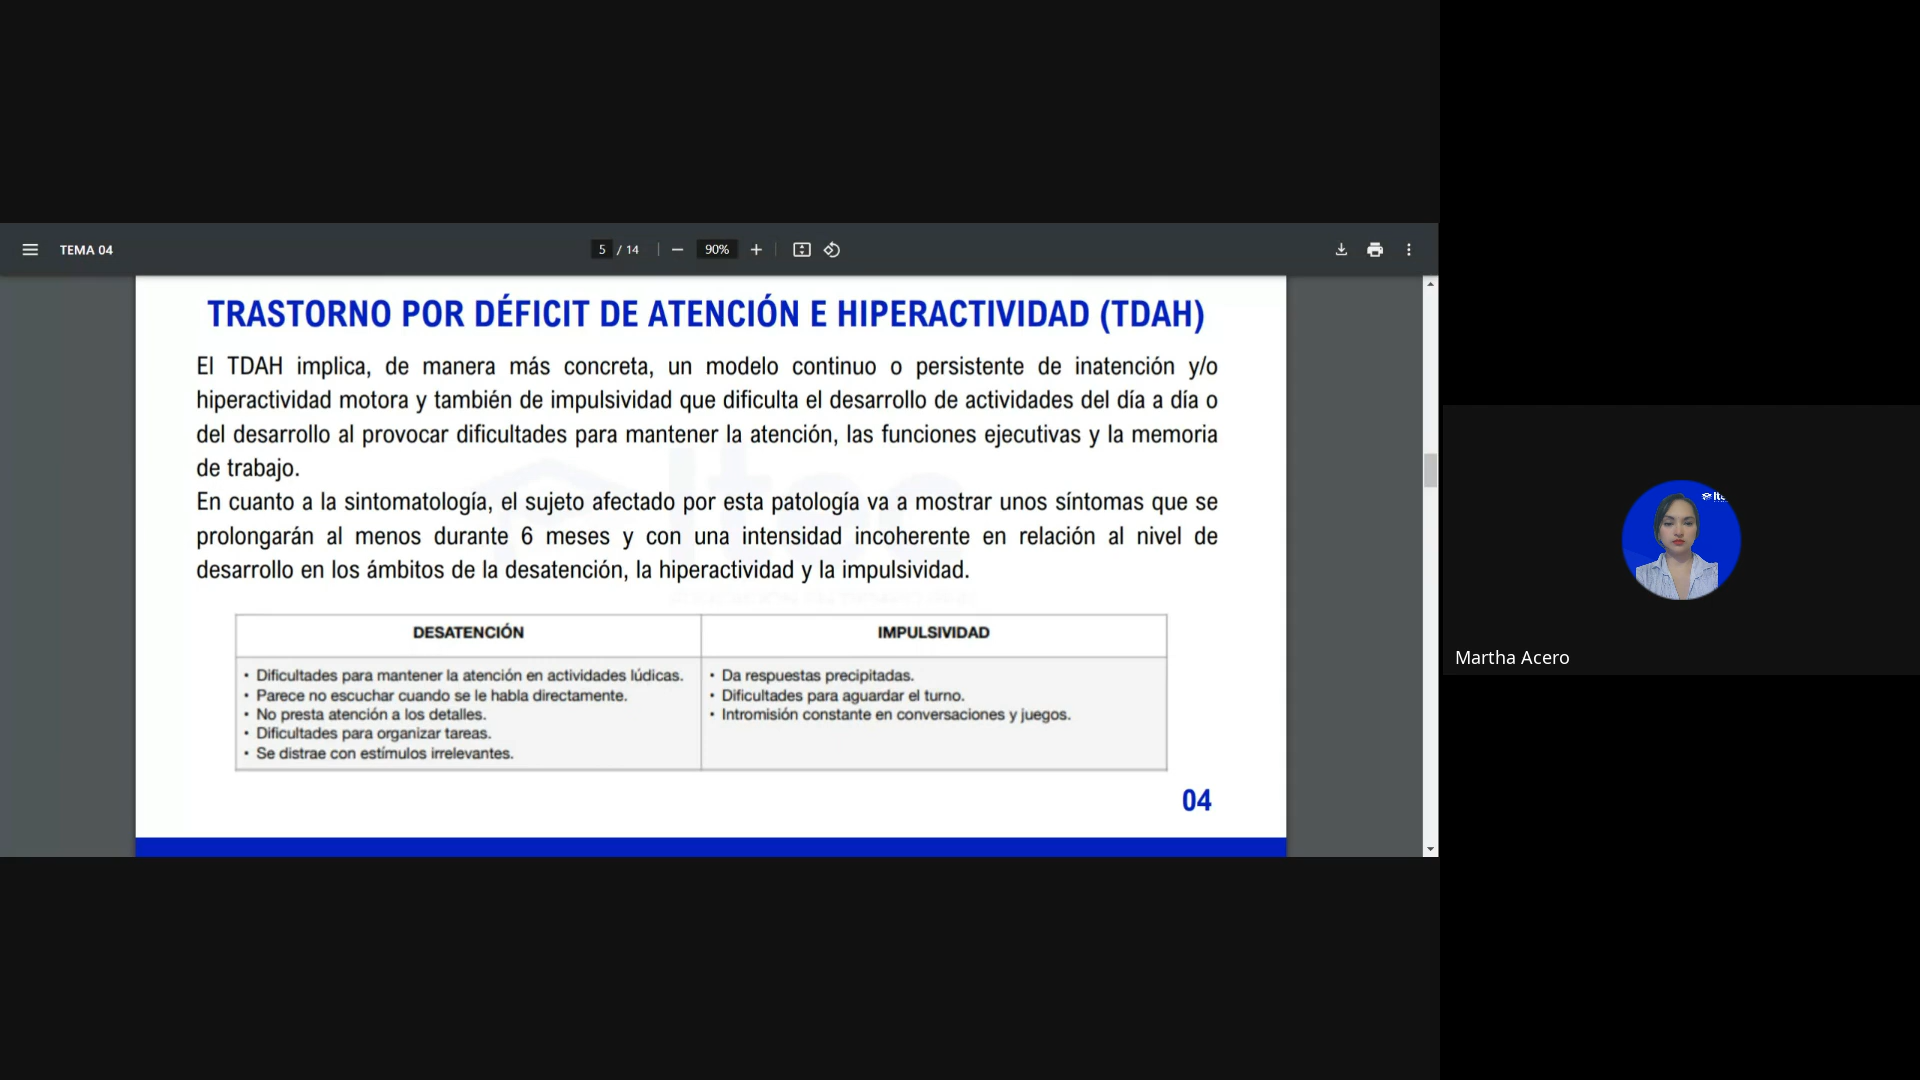 TEMA 04
5 / 14
90%
TRASTORNO POR DÉFICIT DE ATENCIÓN E HIPERACTIVIDAD (TDAH)
El TDAH implica, de manera más concreta, un modelo continuo o persistente de inatención y/o
hiperactividad motora y también de impulsividad que dificulta el desarrollo de actividades del día a día o
del desarrollo al provocar dificultades para mantener la atención, las funciones ejecutivas y la memoria
de trabajo.
En cuanto a la sintomatología, el sujeto afectado por esta patología va a mostrar unos síntomas que se
prolongarán al menos durante 6 meses y con una intensidad incoherente en relación al nivel de
desarrollo en los ámbitos de la desatención, la hiperactividad y la impulsividad.
DESATENCIÓN
• Dificultades para mantener la atención en actividades lúdicas.
• Parece no escuchar cuando se le habla directamente.
• No presta atención a los detalles.
• Dificultades para organizar tareas.
• Se distrae con estímulos irrelevantes.
IMPULSIVIDAD
• Da respuestas precipitadas.
• Dificultades para aguardar el turno.
• Intromisión constante en conversaciones y juegos.
04
Martha Acero